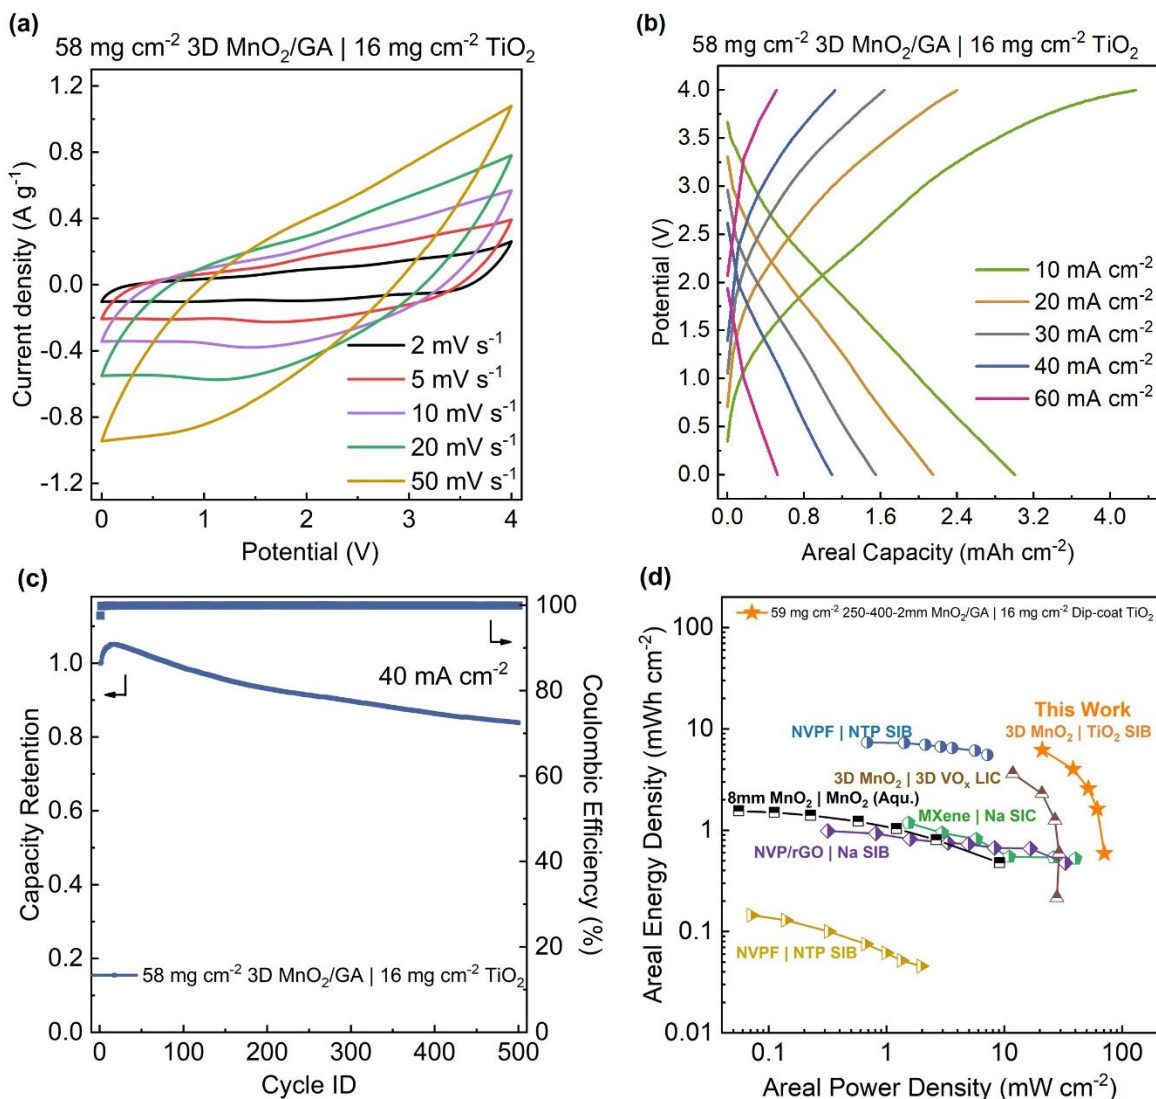 (a)
58 mg cm⁻² 3D MnO₂/GA | 16 mg cm⁻² TiO₂
1.2
0.8
0.4
0.0
-0.4
-0.8
-1.2
Current density (A g⁻¹)
2 mV s⁻¹
5 mV s⁻¹
10 mV s⁻¹
20 mV s⁻¹
50 mV s⁻¹
0 1 2 3 4
Potential (V)
(b)
58 mg cm⁻² 3D MnO₂/GA | 16 mg cm⁻² TiO₂
4.0
3.5
3.0
2.5
2.0
1.5
1.0
0.5
0.0
Potential (V)
10 mA cm⁻²
20 mA cm⁻²
30 mA cm⁻²
40 mA cm⁻²
60 mA cm⁻²
0.0 0.8 1.6 2.4 3.2 4.0
Areal Capacity (mAh cm⁻²)
(c)
1.0
0.8
0.6
0.4
0.2
0.0
Capacity Retention
40 mA cm⁻²
100
80
60
40
20
0
Coulombic Efficiency (%)
58 mg cm⁻² 3D MnO₂/GA | 16 mg cm⁻² TiO₂
0 100 200 300 400 500
Cycle ID
(d)
59 mg cm⁻² 250-400-2mm MnO₂/GA | 16 mg cm⁻² Dip-coat TiO₂
100
10
1
0.1
0.01
Areal Energy Density (mWh cm⁻²)
This Work
3D MnO₂ | TiO₂ SIB
NVPF | NTP SIB
3D MnO₂ | 3D VOₓ LIC
8mm MnO₂ | MnO₂ (Aqu.)
MXene | Na SIC
NVP/rGO | Na SIB
NVPF | NTP SIB
0.1 1 10 100
Areal Power Density (mW cm⁻²)